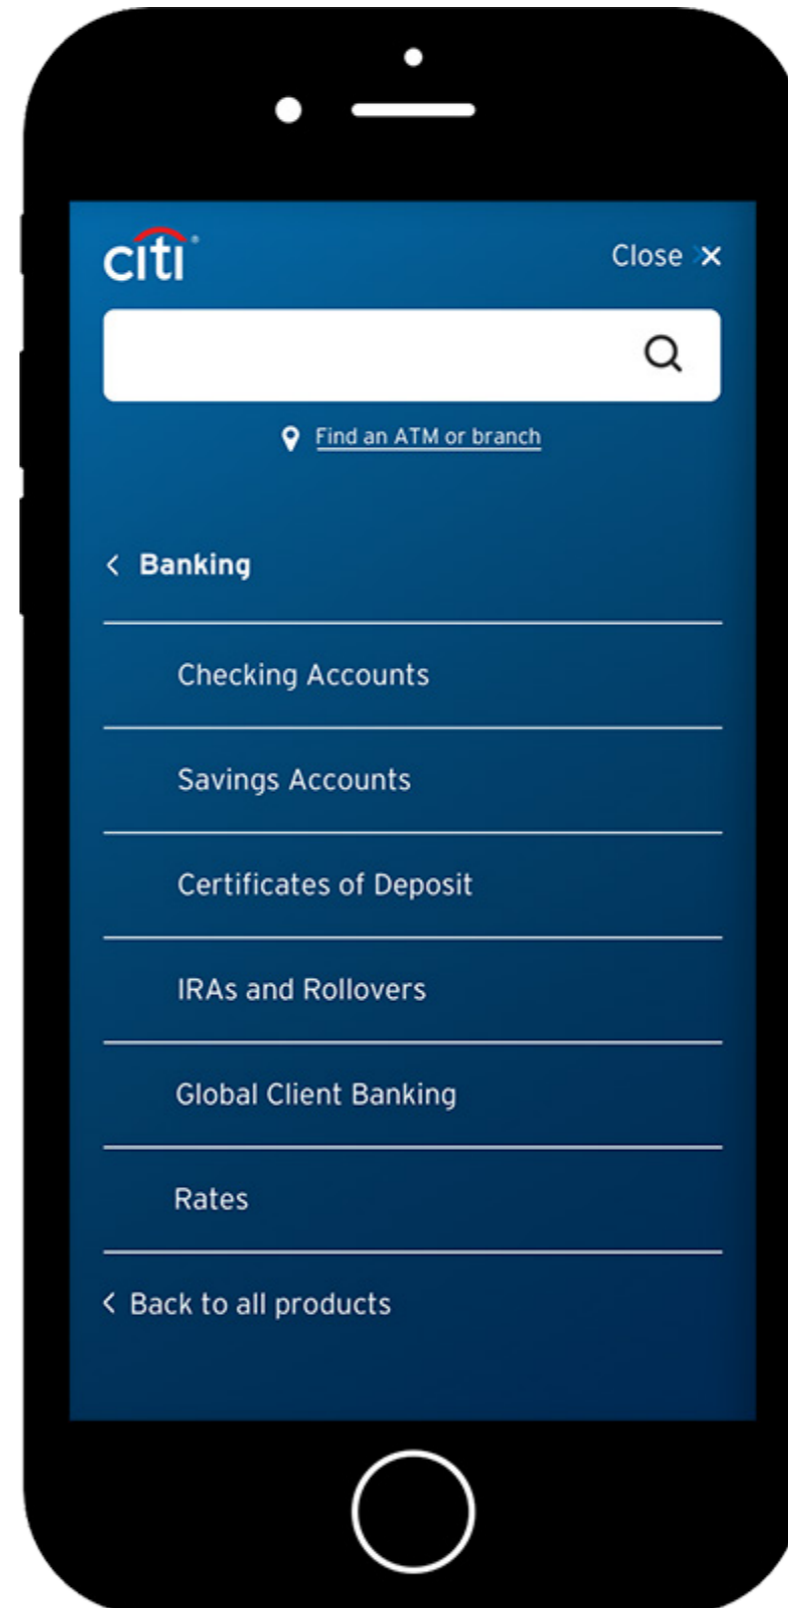 citi®
Close
Find an ATM or branch
Banking
Checking Accounts
Savings Accounts
Certificates of Deposit
IRAs and Rollovers
Global Client Banking
Rates
Back to all products